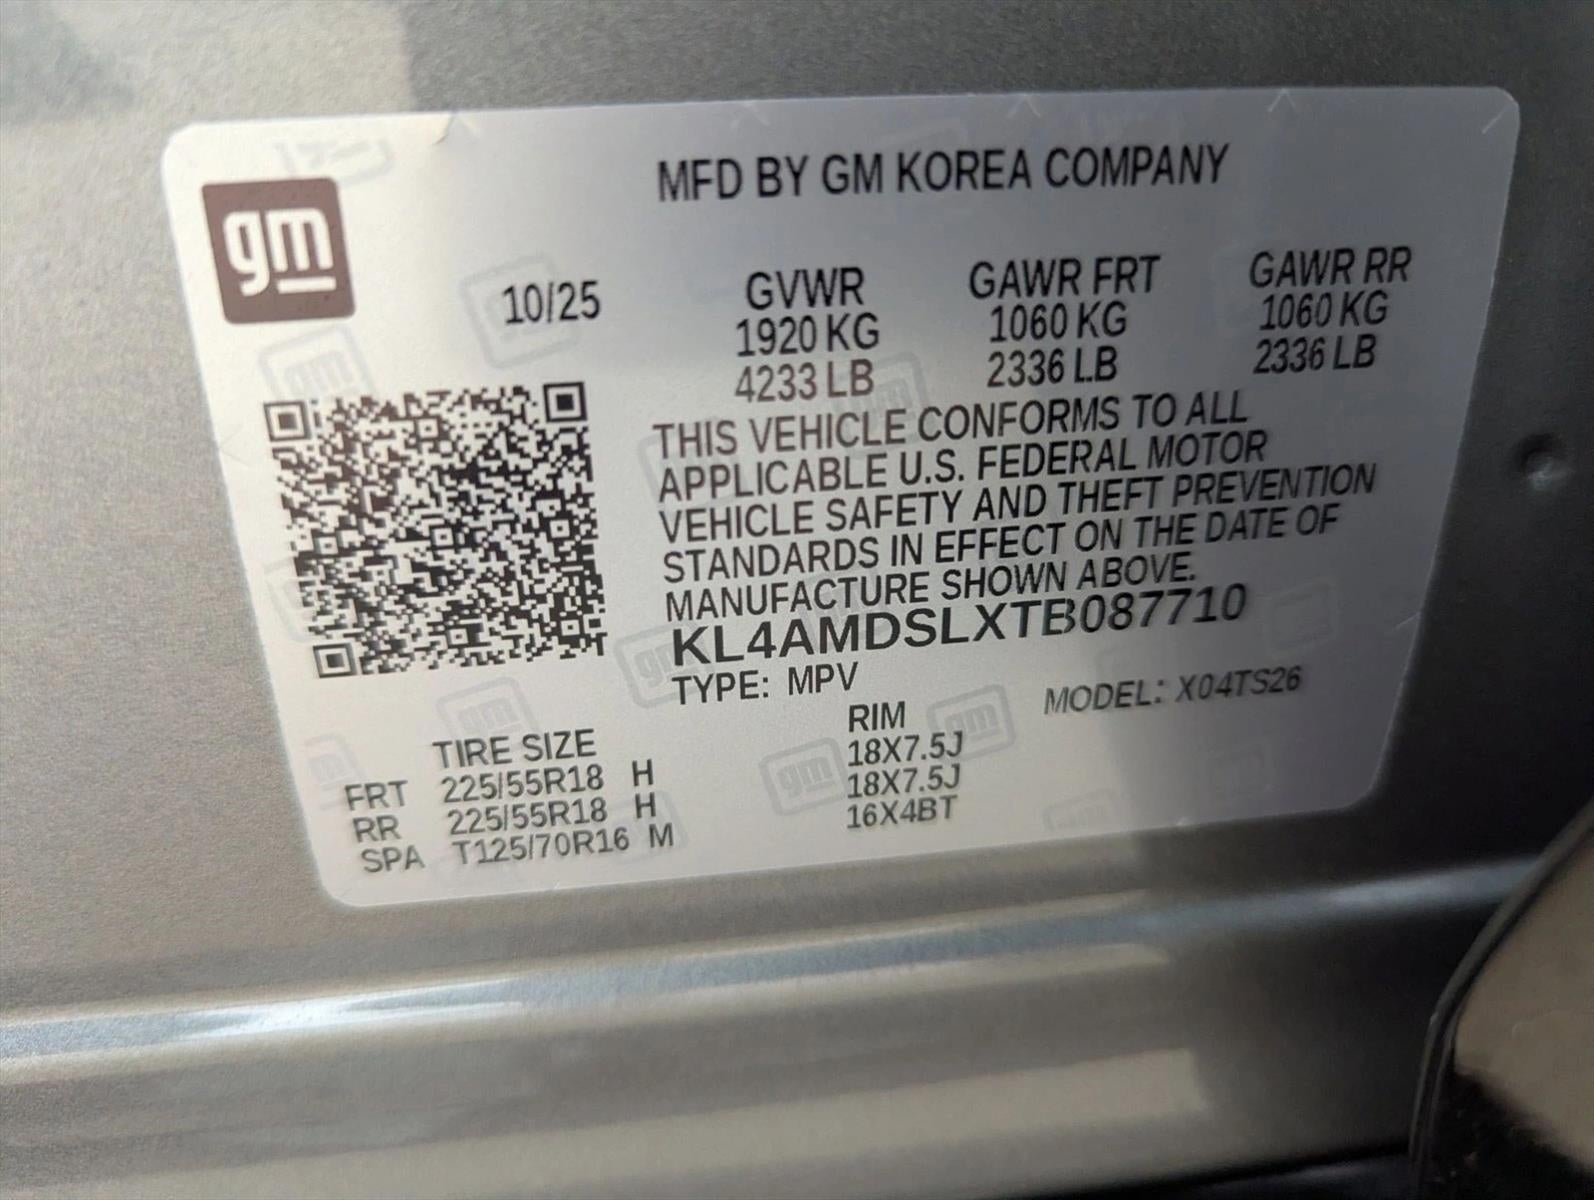 gm
MFD BY GM KOREA COMPANY
10/25
GVWR GAWR FRT GAWR RR
1920 KG 1060 KG 1060 KG
4233 LB 2336 LB 2336 LB
THIS VEHICLE CONFORMS TO ALL
APPLICABLE U.S. FEDERAL MOTOR
VEHICLE SAFETY AND THEFT PREVENTION
STANDARDS IN EFFECT ON THE DATE OF
MANUFACTURE SHOWN ABOVE.
KL4AMDSLXTB087710
TYPE: MPV MODEL: X04TS26
TIRE SIZE RIM
FRT 225/55R18 H 18X7.5J
RR 225/55R18 H 18X7.5J
SPA T125/70R16 M 16X4BT